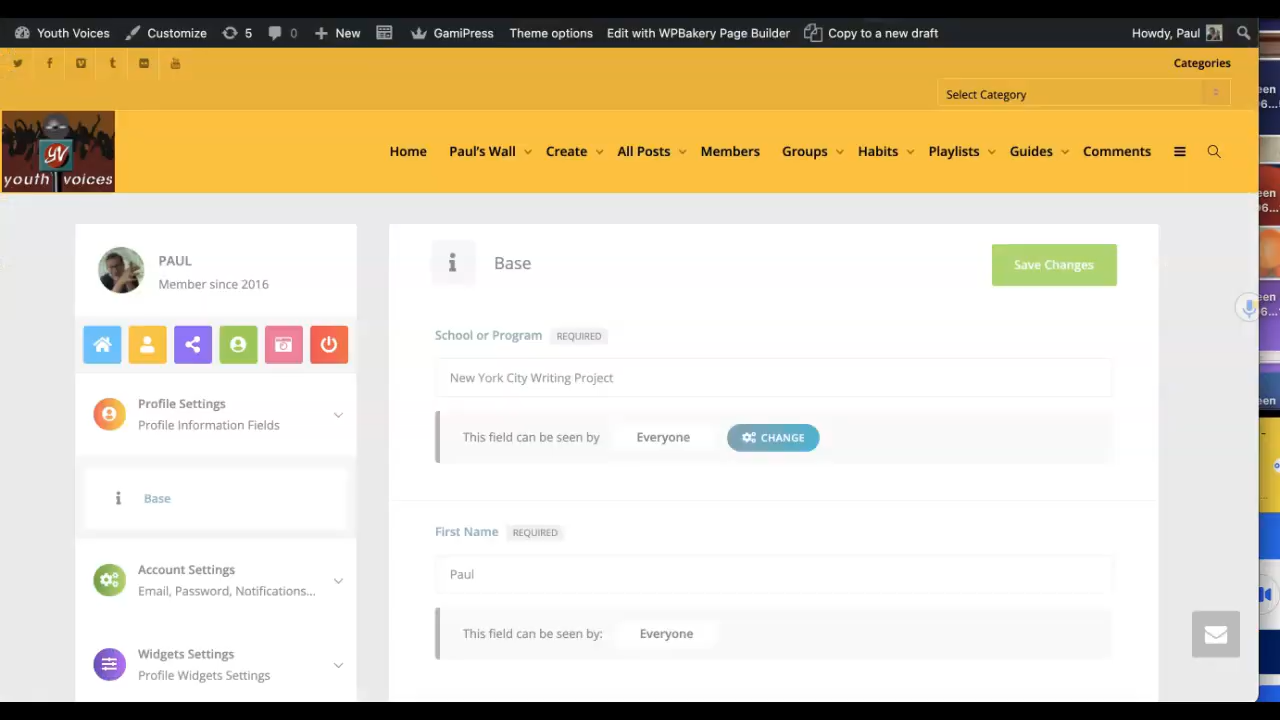 Youth Voices Customize 5 0 New GamiPress Theme options Edit with WPBakery Page Builder Copy to a new draft Howdy, Paul
Categories
Select Category
YV
youth voices
Home Paul's Wall Create All Posts Members Groups Habits Playlists Guides Comments
PAUL
Member since 2016
Profile Settings
Profile Information Fields
Base
Account Settings
Email, Password, Notifications...
Widgets Settings
Profile Widgets Settings
Base
Save Changes
School or Program REQUIRED
New York City Writing Project
This field can be seen by Everyone CHANGE
First Name REQUIRED
Paul
This field can be seen by: Everyone